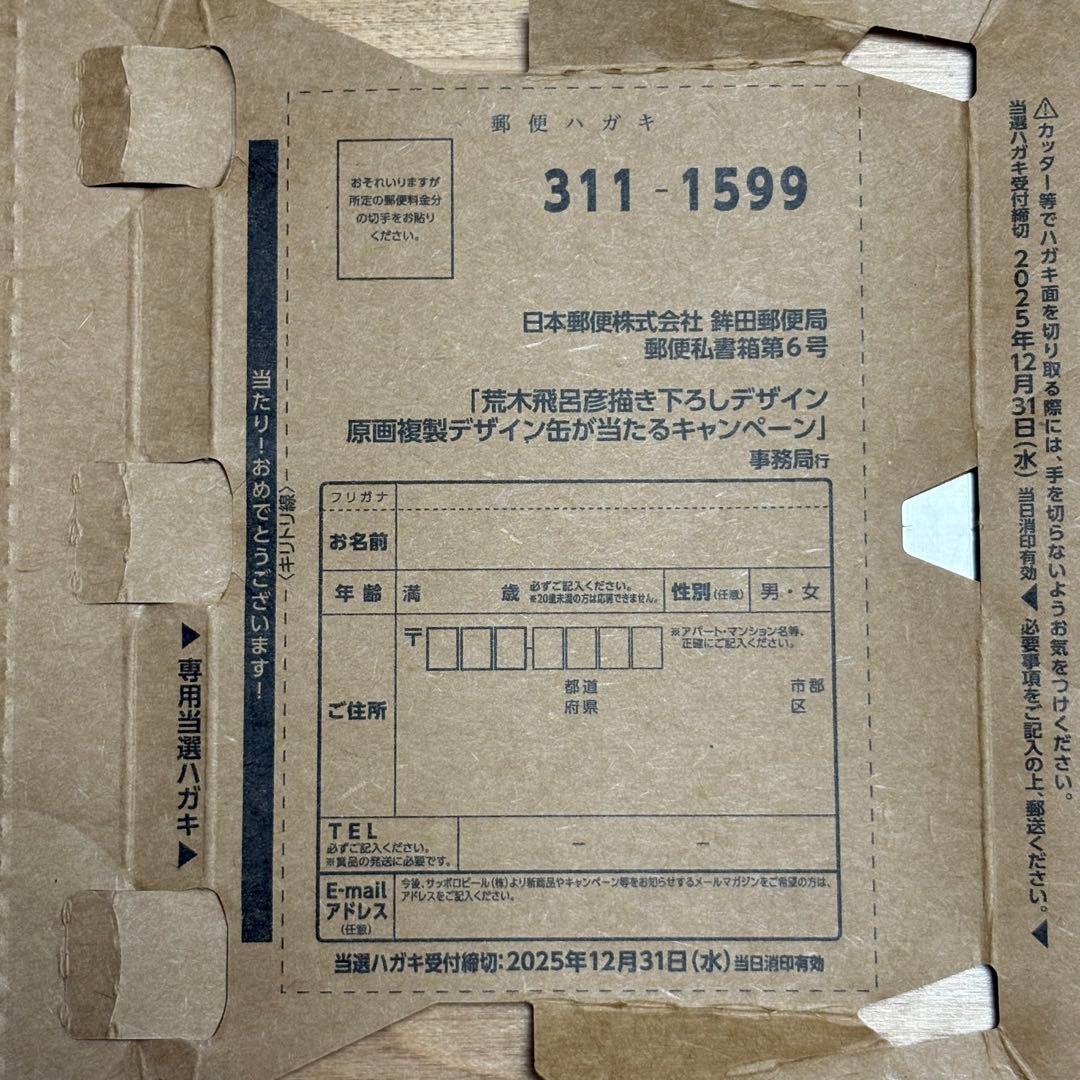 郵便ハガキ
おそれいりますが
所定の郵便料金分
の切手をお貼り
ください。
311-1599
日本郵便株式会社 鉾田郵便局
郵便私書箱第6号
「荒木飛呂彦描き下ろしデザイン
原画複製デザイン缶が当たるキャンペーン」
事務局行
フリガナ
お名前
年齢 満 歳 必ずご記入ください。
※20歳未満の方は応募できません。
性別(任意) 男・女
ご住所
〒 -
※アパート・マンション名等、
正確にご記入ください。
都道 市郡
府県 区
TEL
必ずご記入ください。
※賞品の発送に必要です。
- -
E-mail
アドレス
(任意)
今後、サッポロビール(株)より新商品やキャンペーン等をお知らせするメールマガジンをご希望の方は、
アドレスをご記入ください。
当選ハガキ受付締切:2025年12月31日(水)当日消印有効
〈キリトリ線〉
当たり!おめでとうございます!
▶専用当選ハガキ▶
⚠カッター等でハガキ面を切り取る際には、手を切らないようお気をつけください。
当選ハガキ受付締切 2025年12月31日(水) 当日消印有効 ◀必要事項をご記入の上、郵送ください。◀